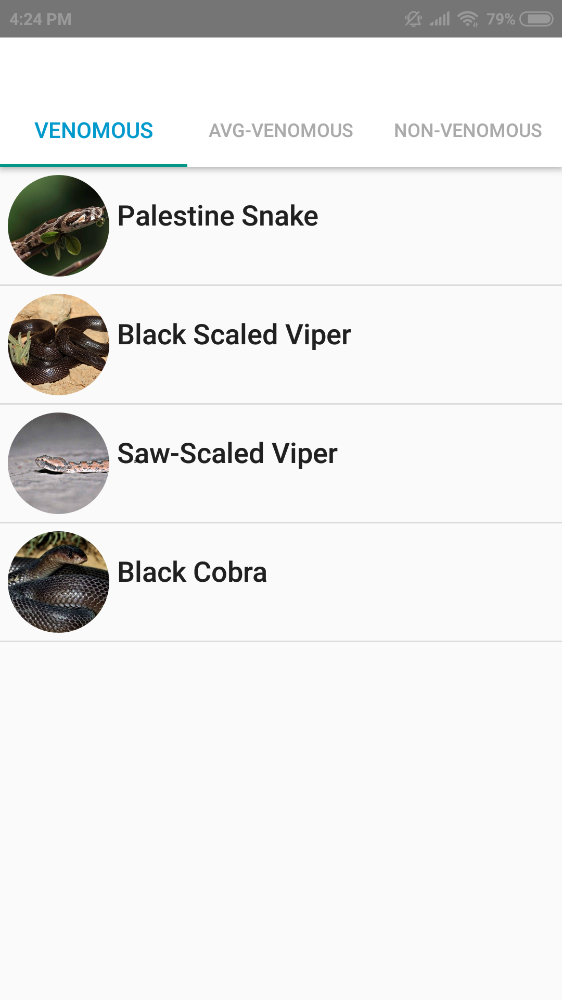 4:24 PM 79%
VENOMOUS AVG-VENOMOUS NON-VENOMOUS
Palestine Snake
Black Scaled Viper
Saw-Scaled Viper
Black Cobra